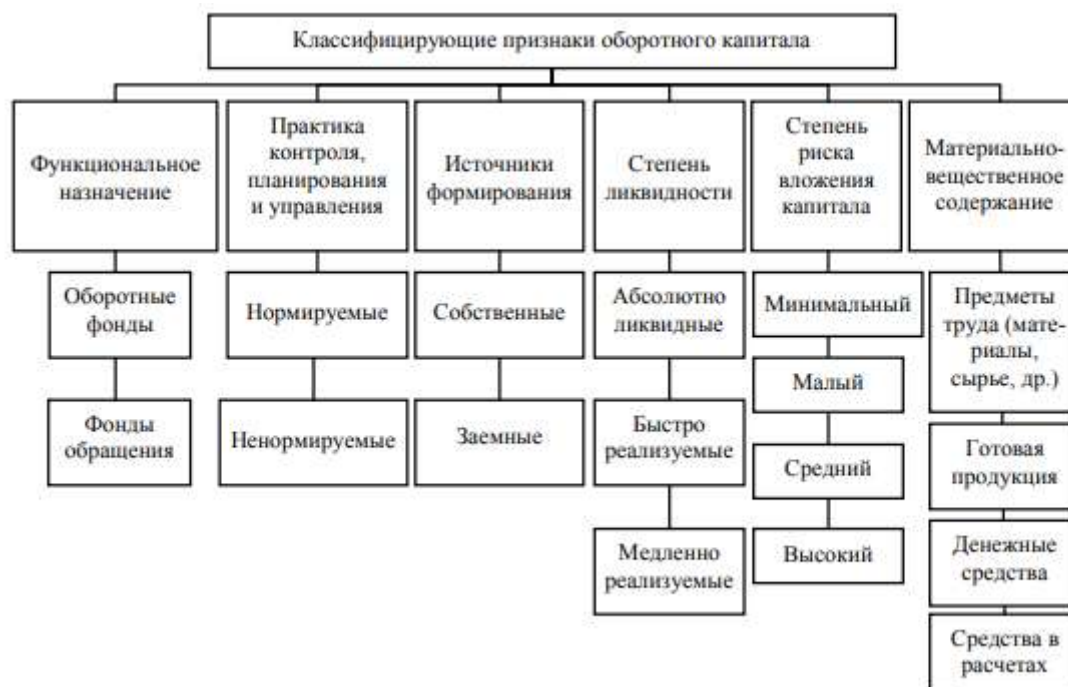 Классифицирующие признаки оборотного капитала
Функциональное
назначение
Практика
контроля,
планирования
и управления
Источники
формирования
Степень
ликвидности
Степень
риска
вложения
капитала
Материально-
вещественное
содержание
Оборотные
фонды
Нормируемые
Собственные
Абсолютно
ликвидные
Минимальный
Предметы
труда (мате-
риалы,
сырье, др.)
Малый
Фонды
обращения
Ненормируемые
Заемные
Быстро
реализуемые
Средний
Готовая
продукция
Медленно
реализуемые
Высокий
Денежные
средства
Средства в
расчетах